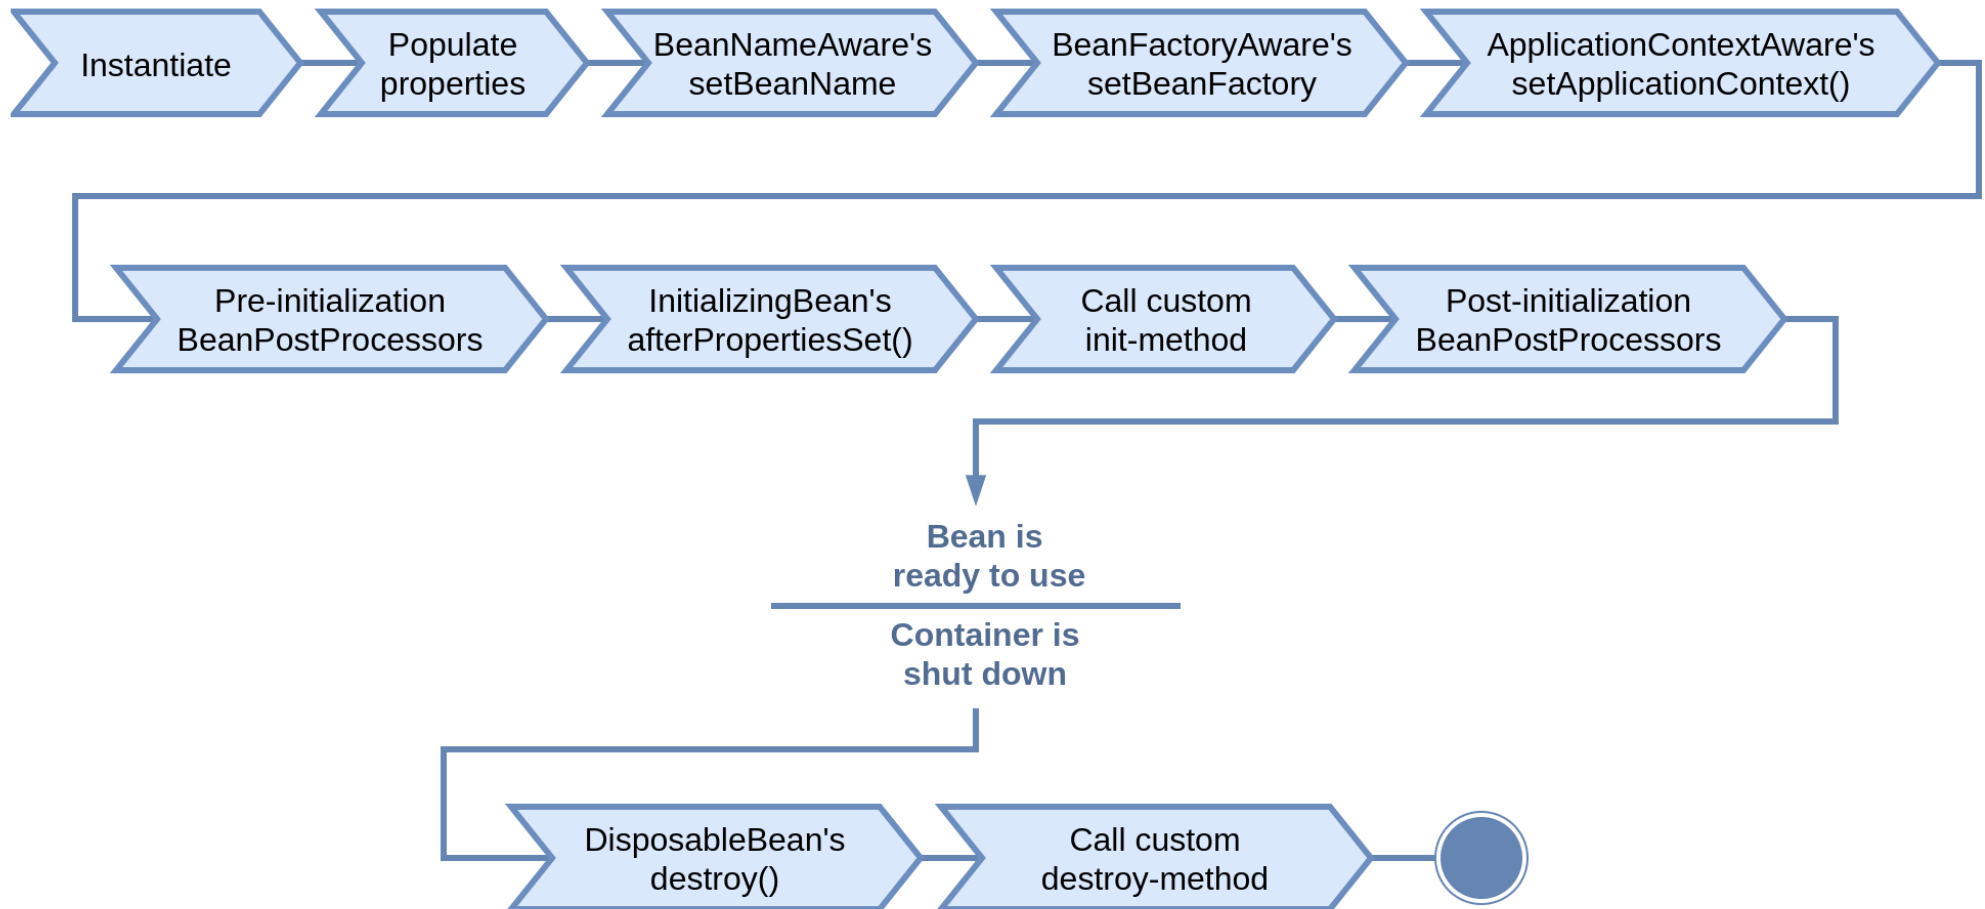 Instantiate
Populate
properties
BeanNameAware's
setBeanName
BeanFactoryAware's
setBeanFactory
ApplicationContextAware's
setApplicationContext()
Pre-initialization
BeanPostProcessors
InitializingBean's
afterPropertiesSet()
Call custom
init-method
Post-initialization
BeanPostProcessors
Bean is
ready to use
Container is
shut down
DisposableBean's
destroy()
Call custom
destroy-method